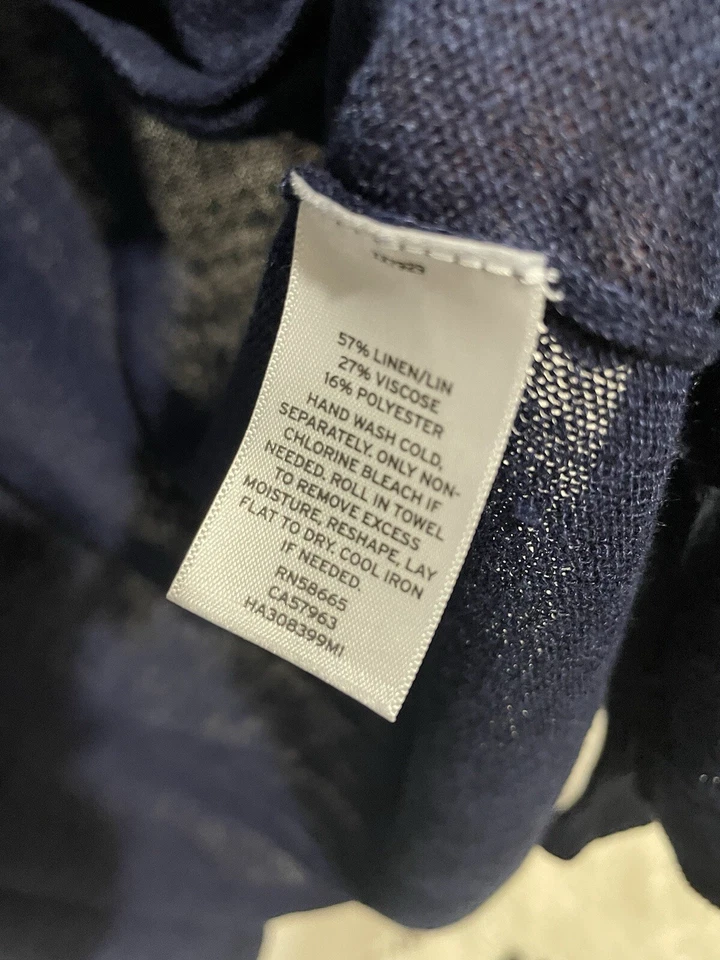 57% LINEN/LIN
27% VISCOSE
16% POLYESTER
HAND WASH COLD,
SEPARATELY. ONLY NON-
CHLORINE BLEACH IF
NEEDED. ROLL IN TOWEL
TO REMOVE EXCESS
MOISTURE, RESHAPE, LAY
FLAT TO DRY. COOL IRON
IF NEEDED.
RN58665
CA57963
HA308399MI